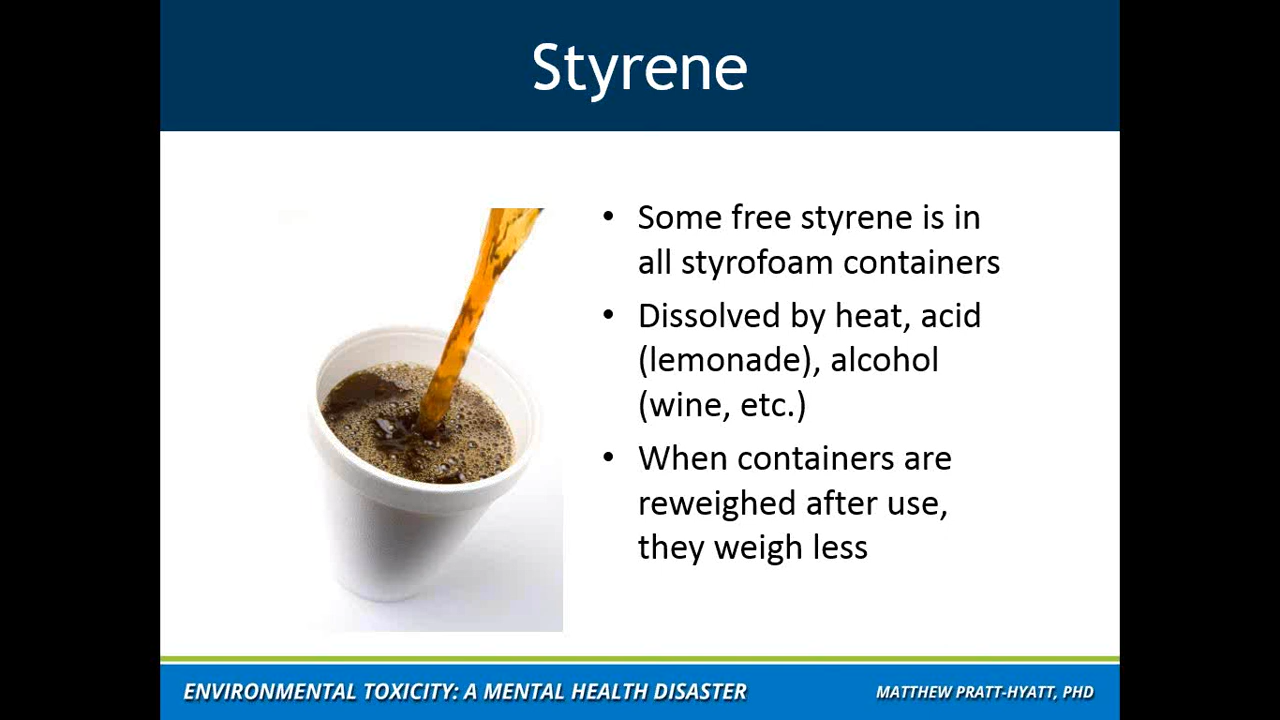 Styrene
• Some free styrene is in
all styrofoam containers
• Dissolved by heat, acid
(lemonade), alcohol
(wine, etc.)
• When containers are
reweighed after use,
they weigh less
ENVIRONMENTAL TOXICITY: A MENTAL HEALTH DISASTER
MATTHEW PRATT-HYATT, PHD